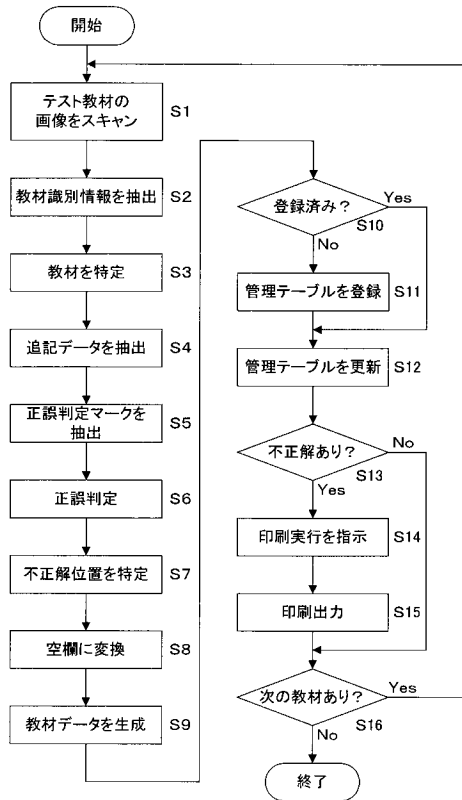 開始
テスト教材の
画像をスキャン
S1
教材識別情報を抽出
S2
教材を特定
S3
追記データを抽出
S4
正誤判定マークを
抽出
S5
正誤判定
S6
不正解位置を特定
S7
空欄に変換
S8
教材データを生成
S9
登録済み?
Yes
S10
No
管理テーブルを登録
S11
管理テーブルを更新
S12
不正解あり?
No
S13
Yes
印刷実行を指示
S14
印刷出力
S15
次の教材あり?
Yes
S16
No
終了